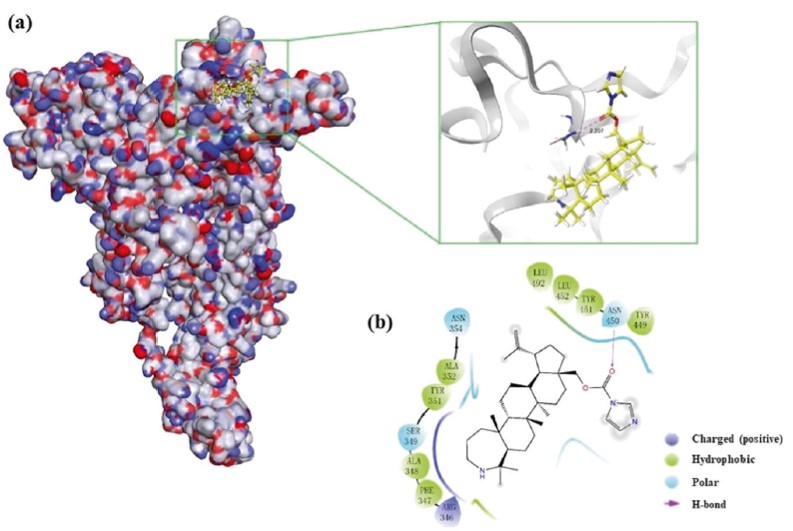 (a)
(b)
LEU
492
LEU
452
TYR
451
ASN
450
TYR
449
ASN
354
ALA
352
TYR
351
SER
349
ALA
348
PHE
347
ARG
346
O
O
N
N
NH
Charged (positive)
Hydrophobic
Polar
H-bond